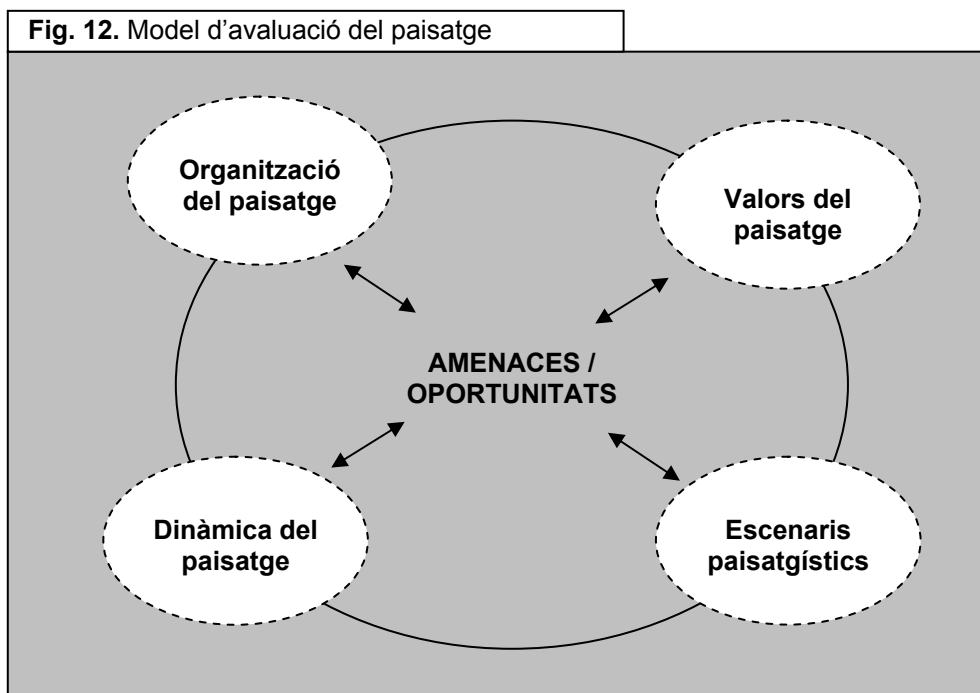 Fig. 12. Model d’avaluació del paisatge
Organització
del paisatge
Valors del
paisatge
AMENACES /
OPORTUNITATS
Dinàmica del
paisatge
Escenaris
paisatgístics